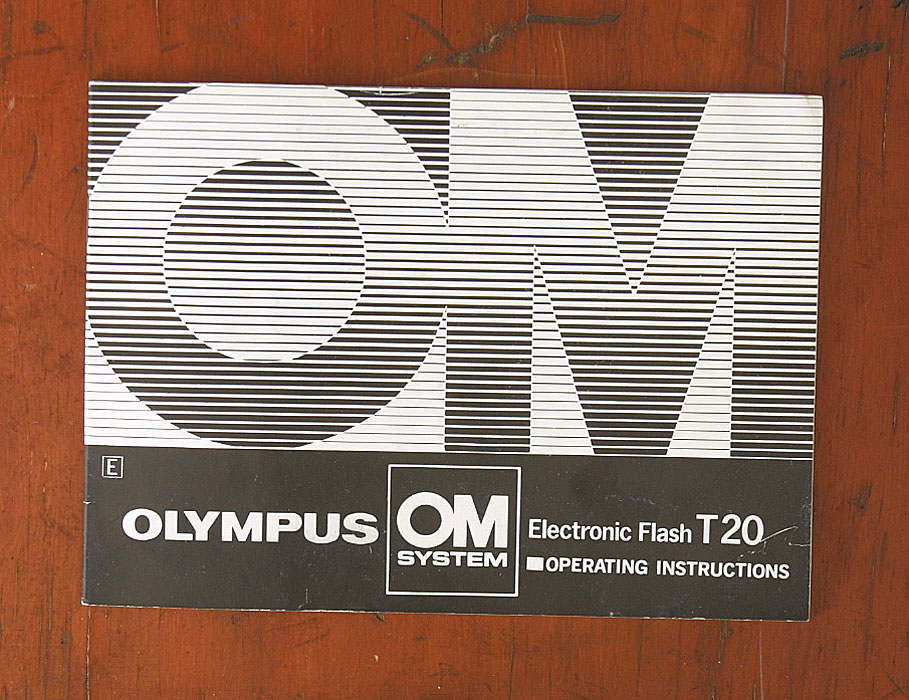 OM
E
OLYMPUS
OM
SYSTEM
Electronic Flash T20
■OPERATING INSTRUCTIONS